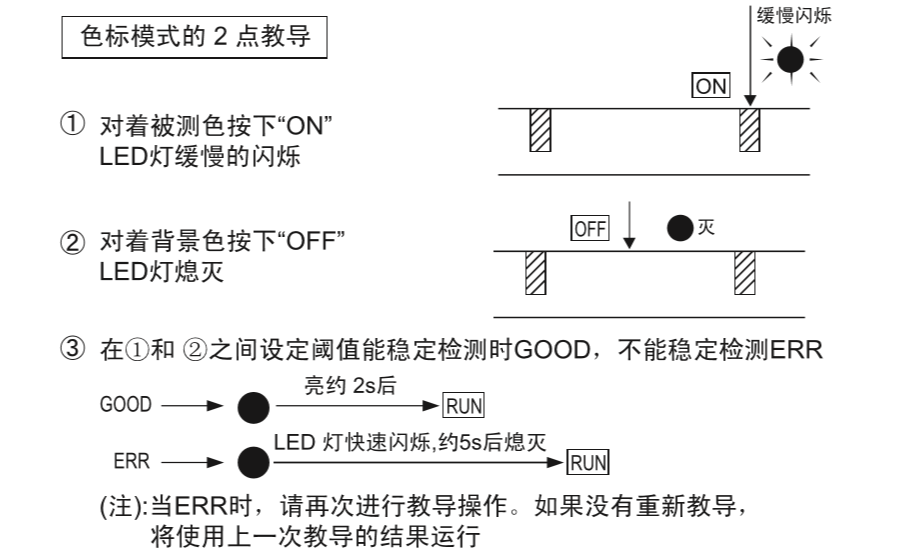 色标模式的 2 点教导
缓慢闪烁
ON
① 对着被测色按下“ON”
LED灯缓慢的闪烁
OFF
灭
② 对着背景色按下“OFF”
LED灯熄灭
③ 在①和 ②之间设定阈值能稳定检测时GOOD，不能稳定检测ERR
GOOD 亮约 2s后 RUN
ERR LED 灯快速闪烁,约5s后熄灭 RUN
(注):当ERR时，请再次进行教导操作。如果没有重新教导，
将使用上一次教导的结果运行